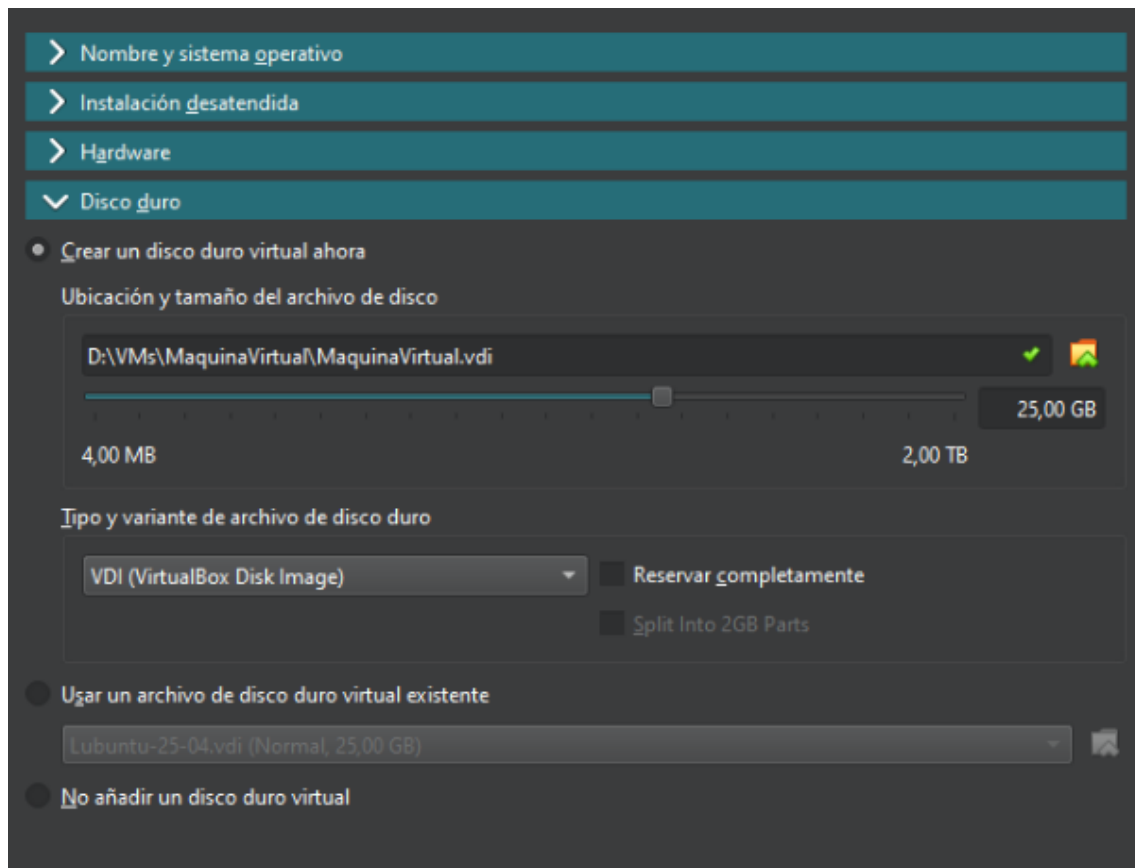 Nombre y sistema operativo
Instalación desatendida
Hardware
Disco duro
Crear un disco duro virtual ahora
Ubicación y tamaño del archivo de disco
D:\VMs\MaquinaVirtual\MaquinaVirtual.vdi
25,00 GB
4,00 MB 2,00 TB
Tipo y variante de archivo de disco duro
VDI (VirtualBox Disk Image) Reservar completamente
Split Into 2GB Parts
Usar un archivo de disco duro virtual existente
Lubuntu-25-04.vdi (Normal, 25,00 GB)
No añadir un disco duro virtual